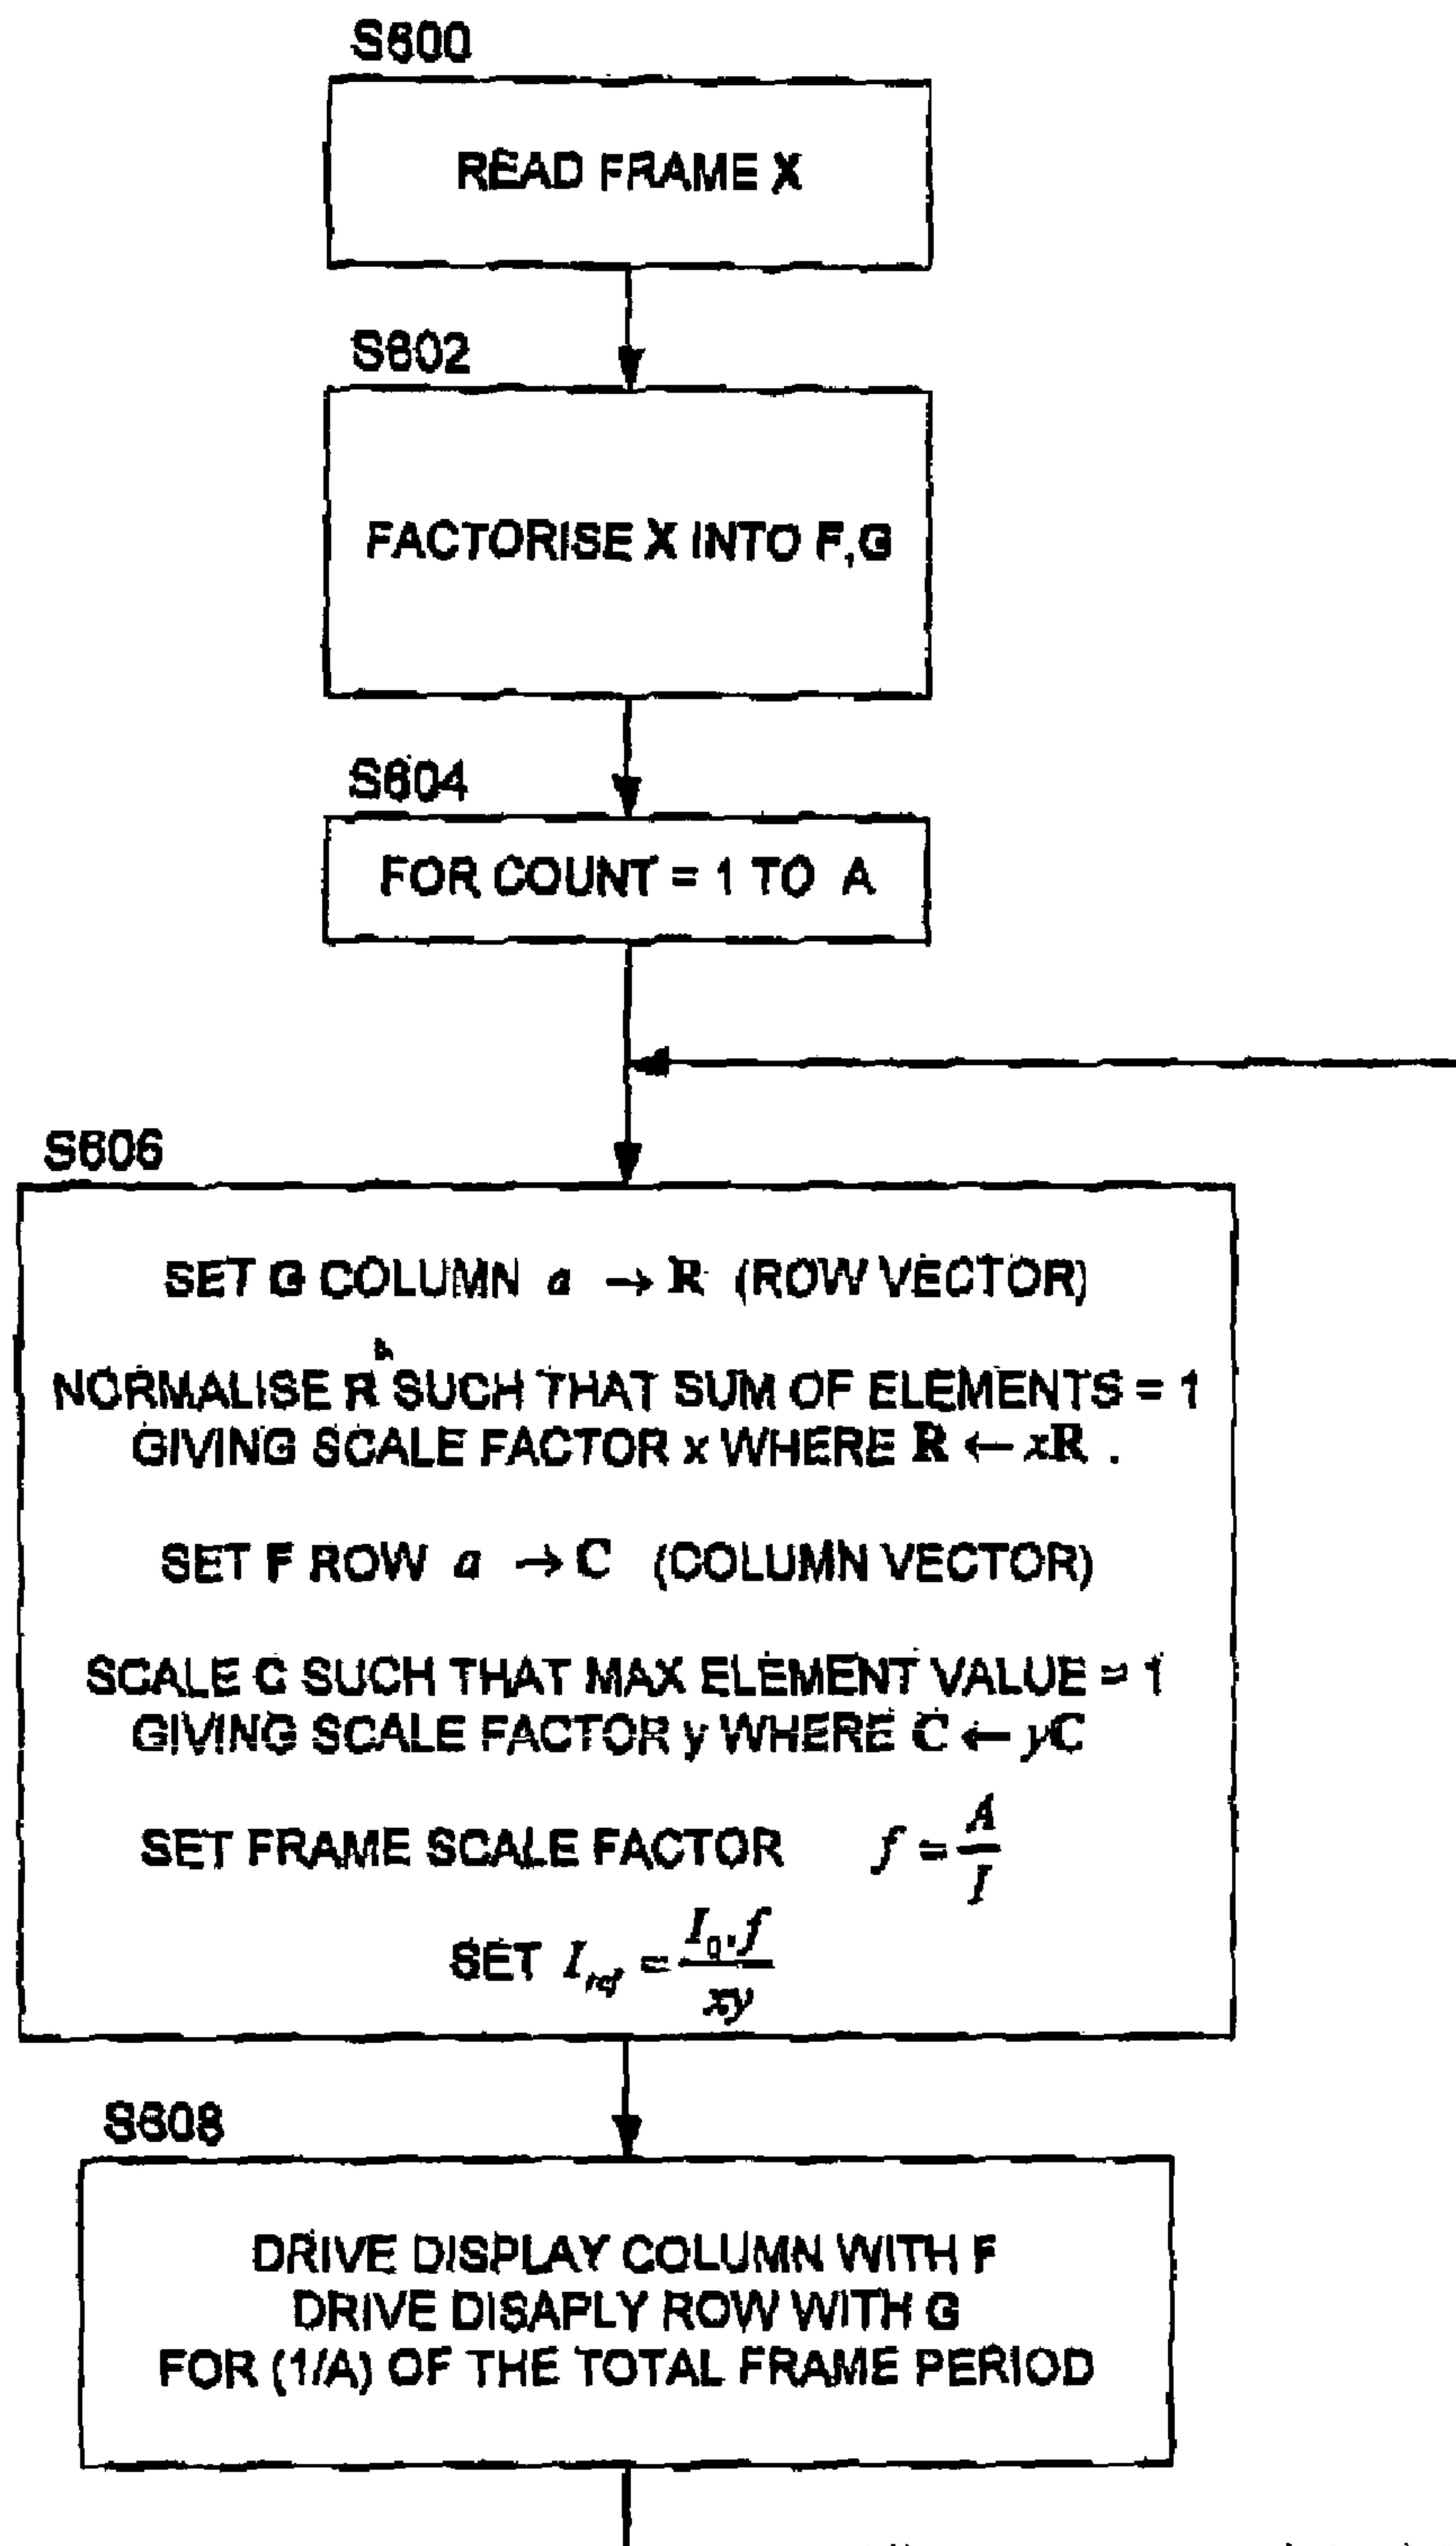 S600
READ FRAME X
S602
FACTORISE X INTO F,G
S604
FOR COUNT = 1 TO A
S606
SET G COLUMN a → R (ROW VECTOR)
NORMALISE R SUCH THAT SUM OF ELEMENTS = 1
GIVING SCALE FACTOR x WHERE R ← xR .
SET F ROW a → C (COLUMN VECTOR)
SCALE C SUCH THAT MAX ELEMENT VALUE = 1
GIVING SCALE FACTOR y WHERE C ← yC
SET FRAME SCALE FACTOR f = A/I
SET I_ref = I_0.f/xy
S608
DRIVE DISPLAY COLUMN WITH F
DRIVE DISAPLY ROW WITH G
FOR (1/A) OF THE TOTAL FRAME PERIOD